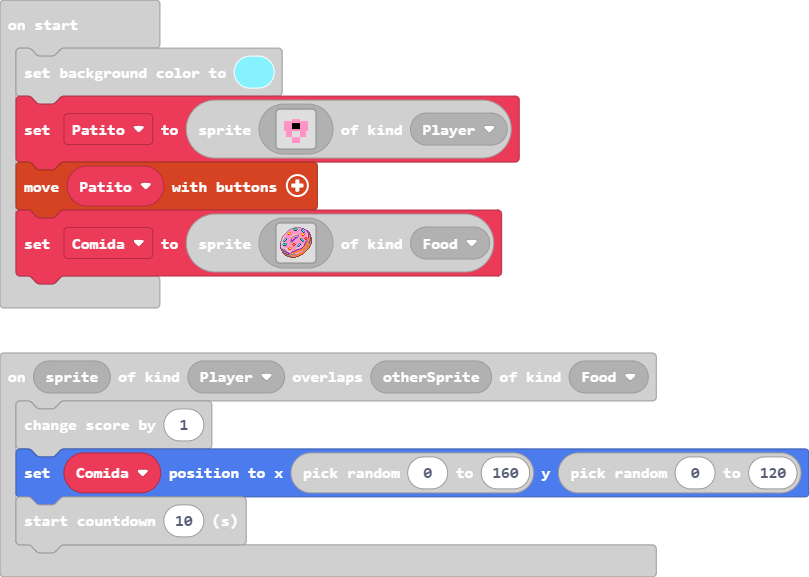 on start
set background color to
set Patito to sprite of kind Player
move Patito with buttons
set Comida to sprite of kind Food
on sprite of kind Player overlaps otherSprite of kind Food
change score by 1
set Comida position to x pick random 0 to 160 y pick random 0 to 120
start countdown 10 (s)